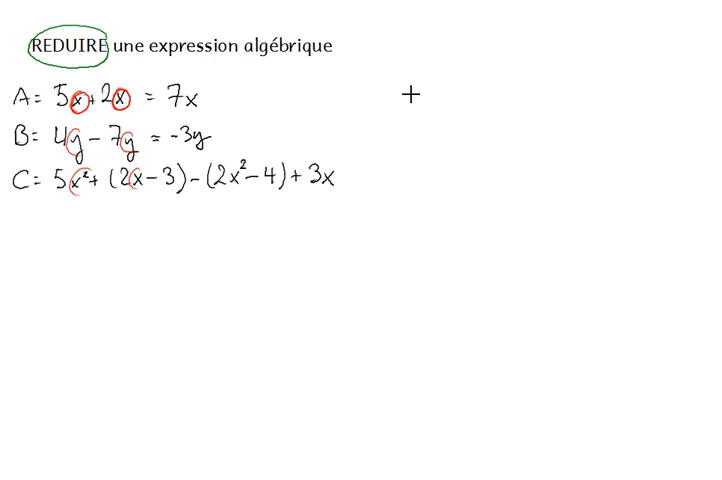 REDUIRE une expression algébrique
A = 5x + 2x = 7x
B = 4y − 7y = -3y
C = 5x² + (2x − 3) − (2x² − 4) + 3x